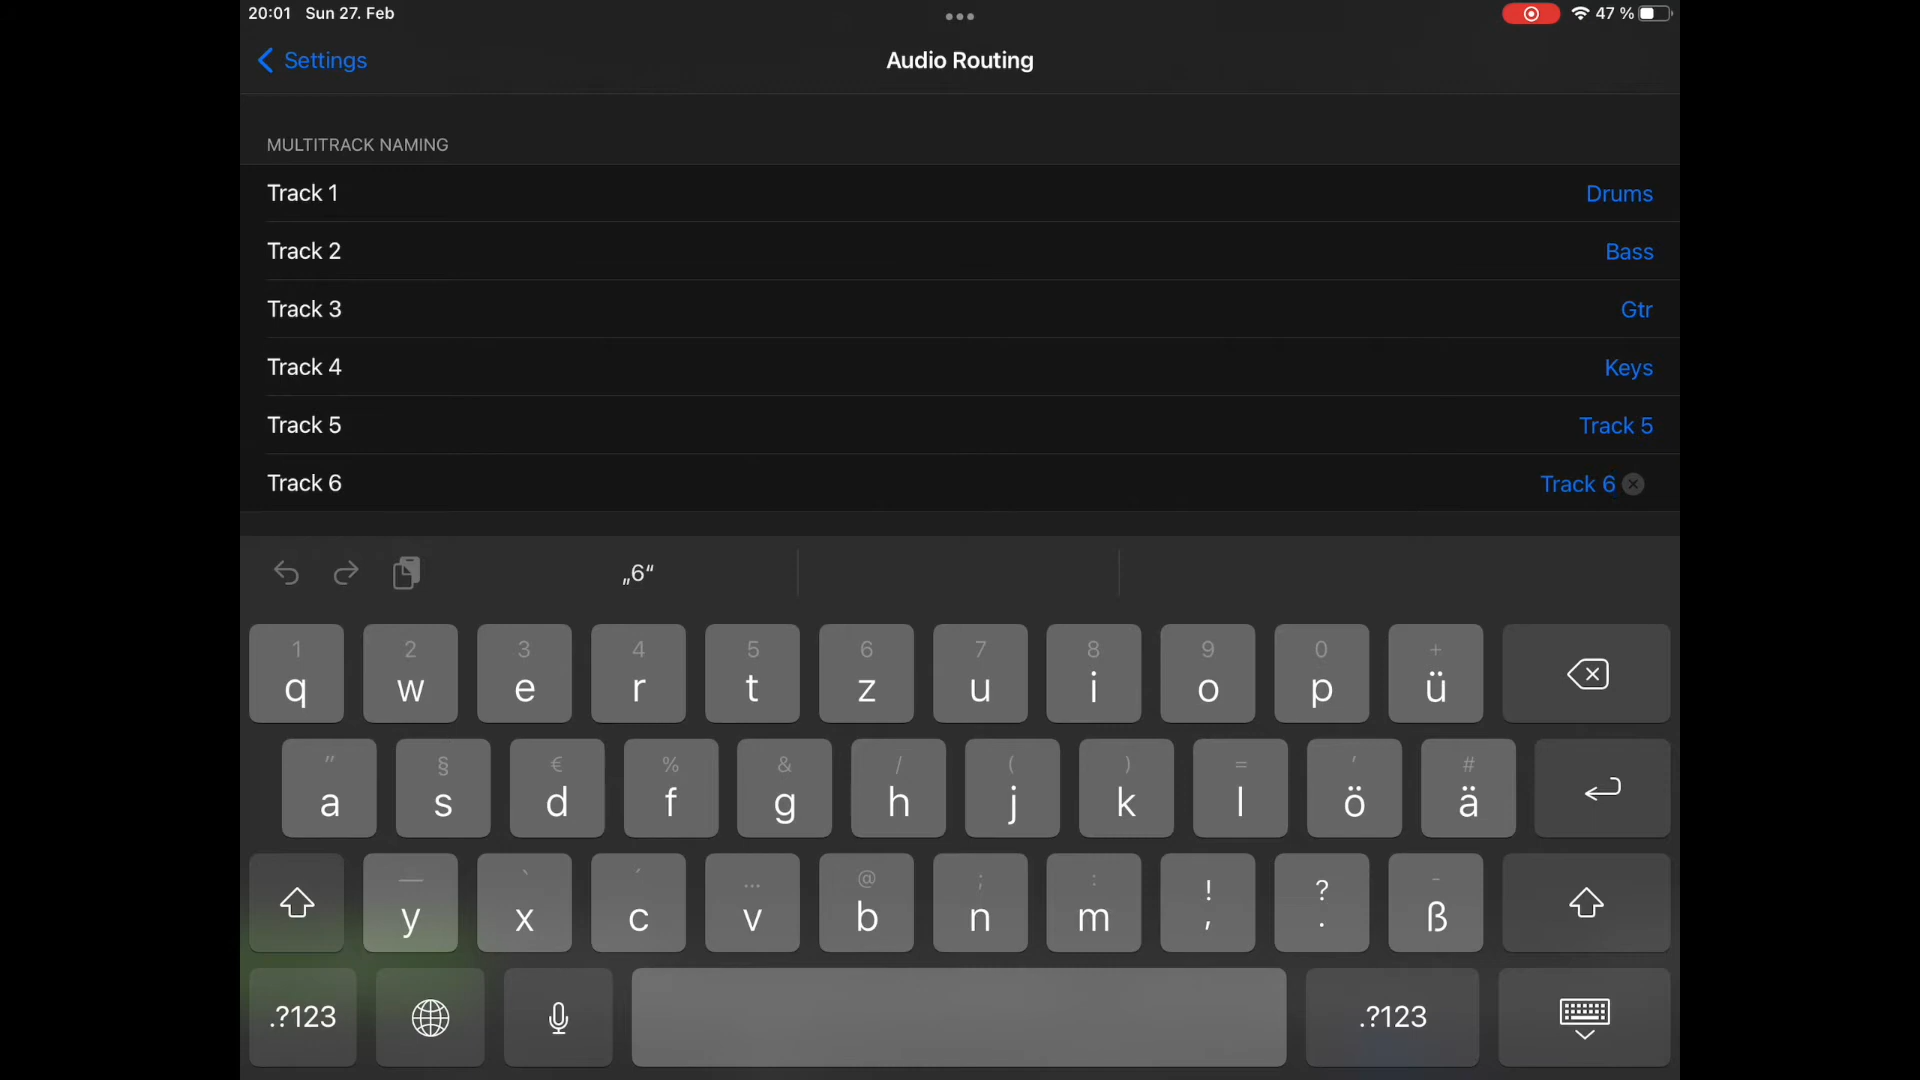 20:01 Sun 27. Feb
47 %
Settings
Audio Routing
MULTITRACK NAMING
Track 1 Drums
Track 2 Bass
Track 3 Gtr
Track 4 Keys
Track 5 Track 5
Track 6 Track 6
„6“
1 2 3 4 5 6 7 8 9 0 +
q w e r t z u i o p ü
" § € % & / ( ) = ' #
a s d f g h j k l ö ä
— ` ´ ... @ ; : ! ? -
y x c v b n m , . ß
.?123 .?123